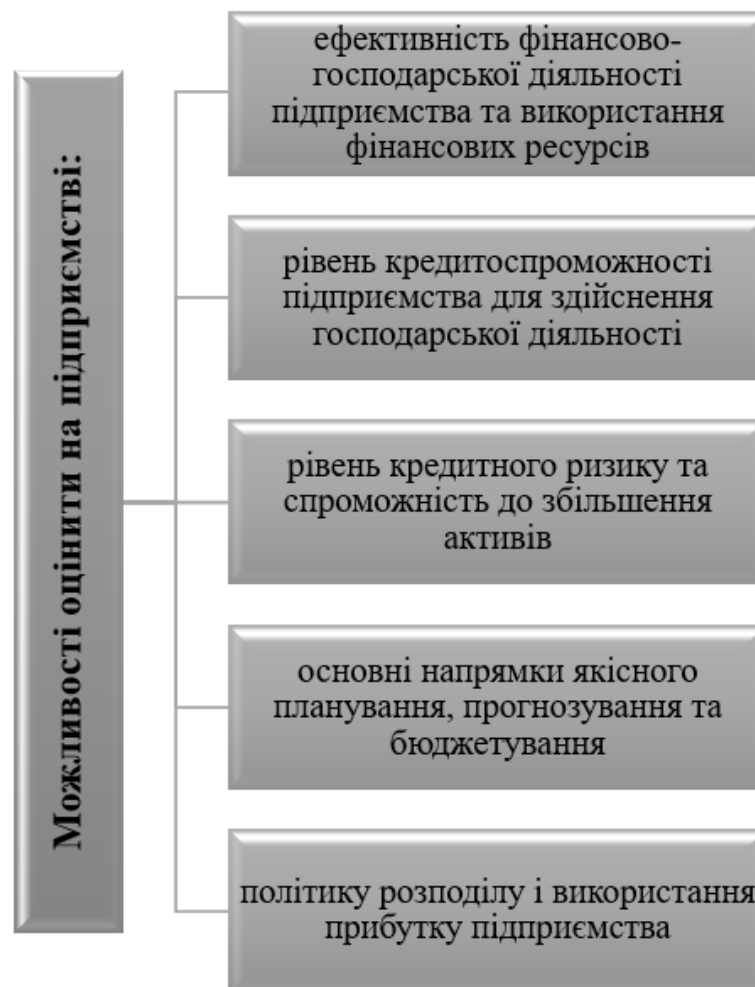 Можливості оцінити на підприємстві:
ефективність фінансово-
господарської діяльності
підприємства та використання
фінансових ресурсів
рівень кредитоспроможності
підприємства для здійснення
господарської діяльності
рівень кредитного ризику та
спроможність до збільшення
активів
основні напрямки якісного
планування, прогнозування та
бюджетування
політику розподілу і використання
прибутку підприємства